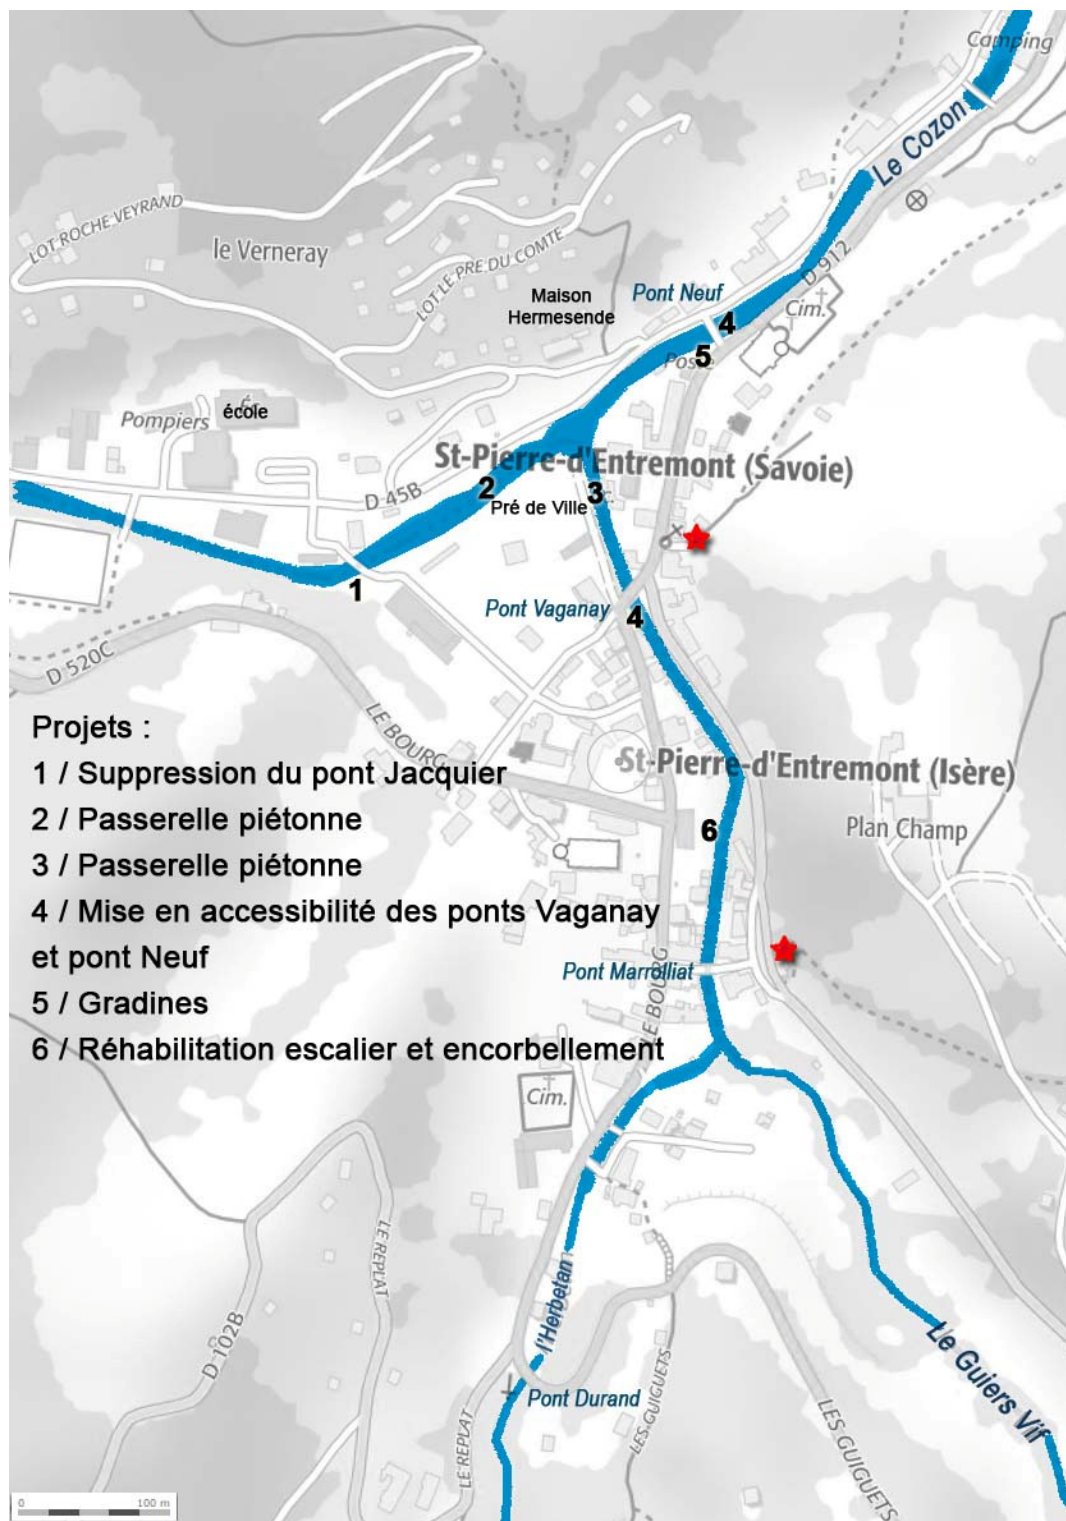 Camping
Le Cozon
LOT ROCHE VEYRAND
le Verneray
LOT LE PRE DU COMTE
D 912
Maison
Hermesende
Pont Neuf
4
Cim.
5
Poste
Pompiers
école
St-Pierre-d'Entremont (Savoie)
D 45B
2
3
Pré de Ville
1
Pont Vaganay
4
D 520C
LE BOURG
Projets :
1 / Suppression du pont Jacquier
2 / Passerelle piétonne
3 / Passerelle piétonne
4 / Mise en accessibilité des ponts Vaganay
et pont Neuf
5 / Gradines
6 / Réhabilitation escalier et encorbellement
St-Pierre-d'Entremont (Isère)
6
Plan Champ
Pont Marrolliat
LE BOURG
Cim.
LE REPLAT
D 102B
l'Herbetan
Le Guiers Vif
Pont Durand
LE REPLAT
LES GUIGUETS
LES GUIGUETS
0 100 m